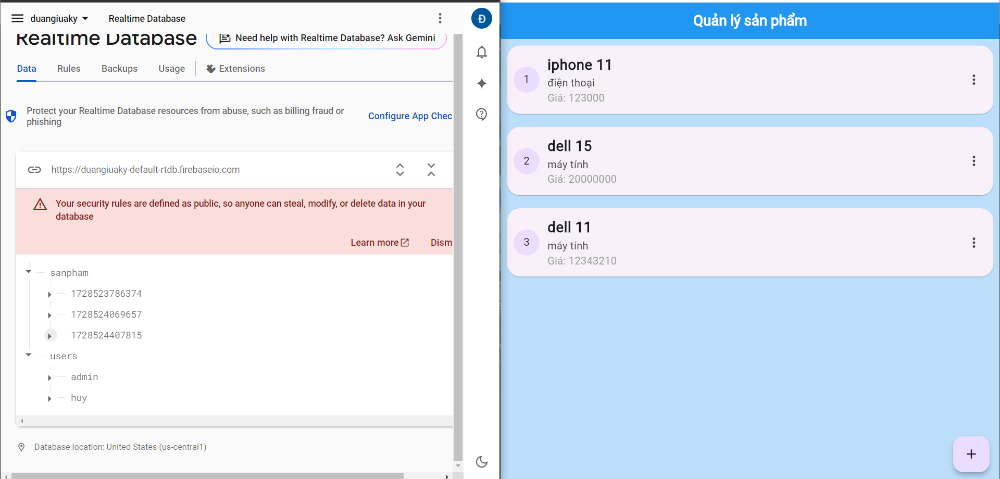 duangiuaky
Realtime Database
Realtime Database
Need help with Realtime Database? Ask Gemini
Data
Rules
Backups
Usage
Extensions
Protect your Realtime Database resources from abuse, such as billing fraud or
phishing
Configure App Chec
https://duangiuaky-default-rtdb.firebaseio.com
Your security rules are defined as public, so anyone can steal, modify, or delete data in your
database
Learn more
Dism
sanpham
1728523786374
1728524069657
1728524407815
users
admin
huy
Database location: United States (us-central1)
Đ
Quản lý sản phẩm
1
iphone 11
điện thoại
Giá: 123000
2
dell 15
máy tính
Giá: 20000000
3
dell 11
máy tính
Giá: 12343210
+